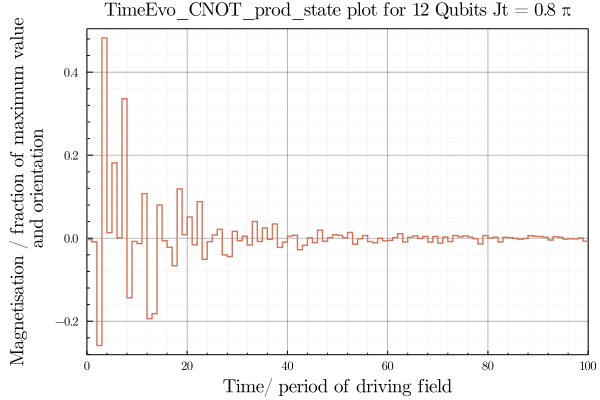 TimeEvo_CNOT_prod_state plot for 12 Qubits Jt = 0.8 π
Magnetisation / fraction of maximum value
and orientation
0.4
0.2
0.0
−0.2
0
20
40
60
80
100
Time/ period of driving field